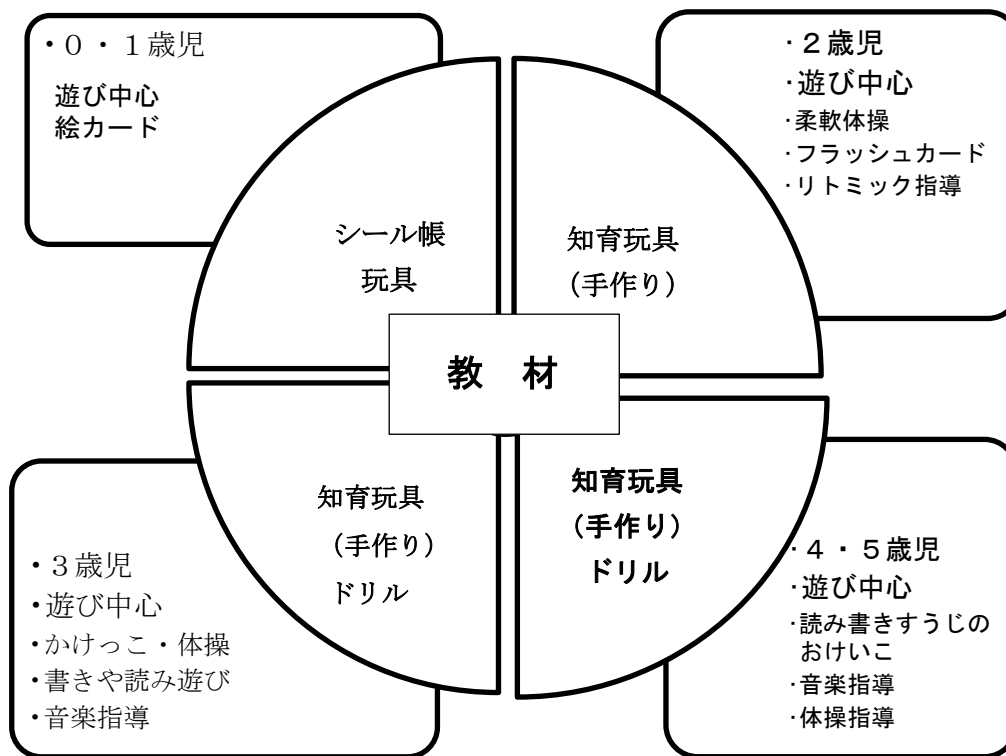 ・０・１歳児
遊び中心
絵カード
・２歳児
・遊び中心
・柔軟体操
・フラッシュカード
・リトミック指導
シール帳
玩具
知育玩具
（手作り）
教　材
知育玩具
（手作り）
ドリル
知育玩具
（手作り）
ドリル
・３歳児
・遊び中心
・かけっこ・体操
・書きや読み遊び
・音楽指導
・４・５歳児
・遊び中心
・読み書きすうじの
おけいこ
・音楽指導
・体操指導